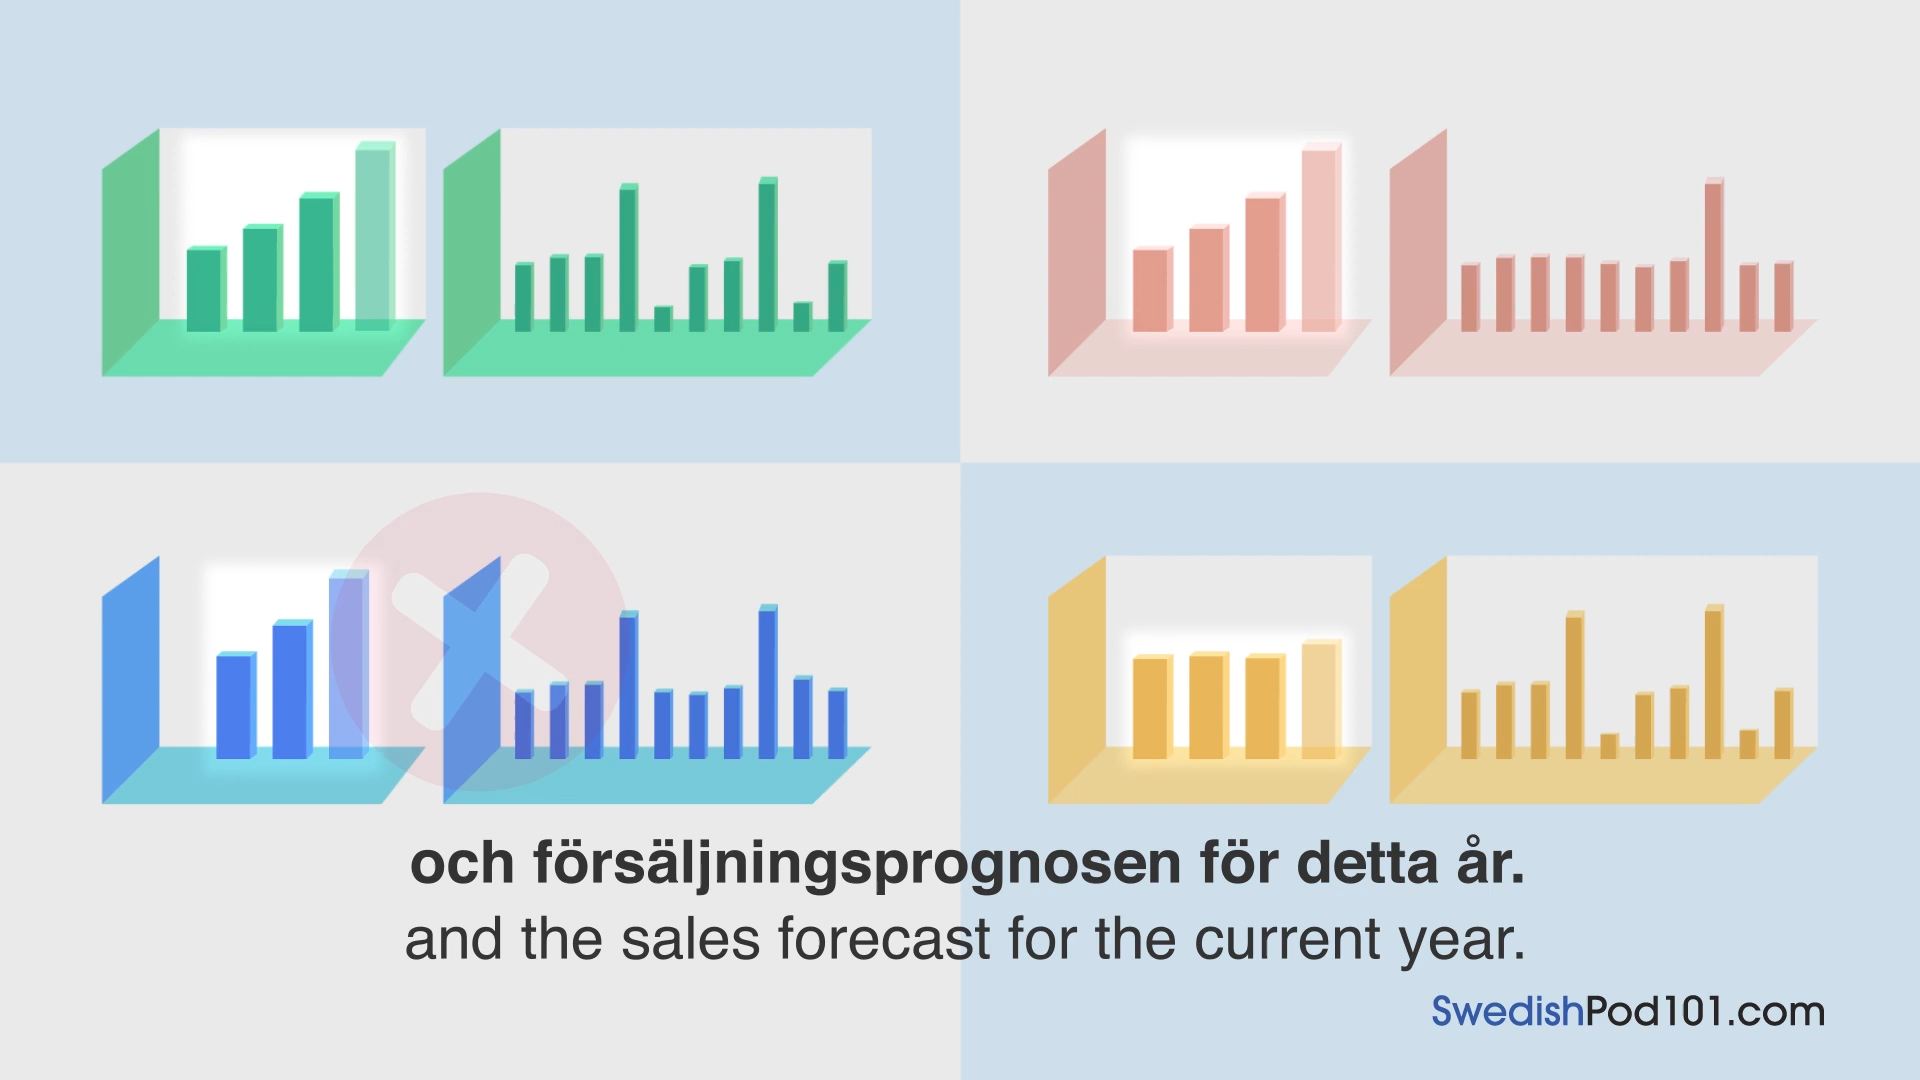 och försäljningsprognosen för detta år.
and the sales forecast for the current year.
SwedishPod101.com